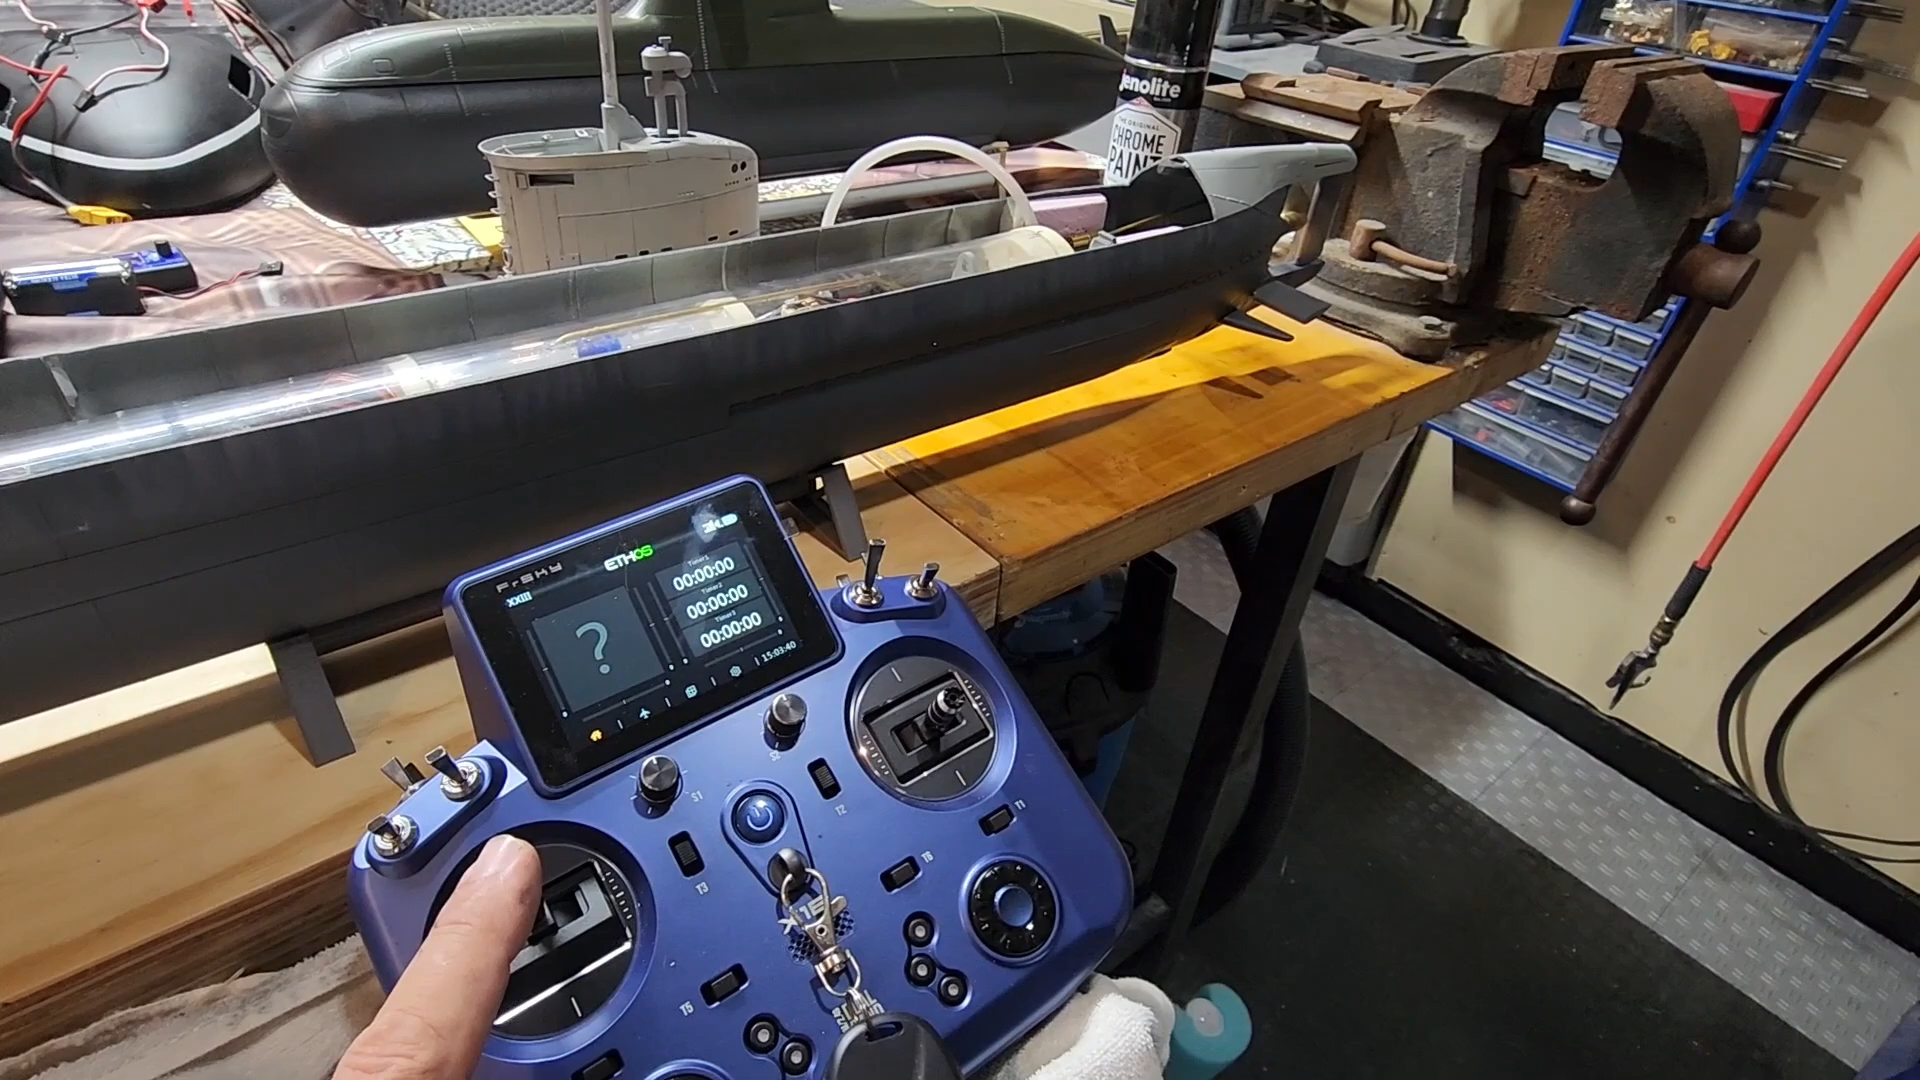 Jenolite
THE ORIGINAL
CHROME
PAINT
FrSKY
ETHOS
XXIII
Timer1
00:00:00
Timer2
00:00:00
Timer3
00:00:00
15:03:40
S1
T2
T1
T3
T6
X18
T5